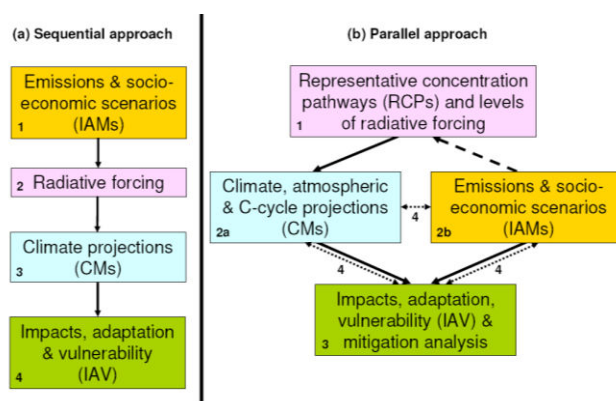 (a) Sequential approach
Emissions & socio-
economic scenarios
(IAMs)
1
2 Radiative forcing
Climate projections
(CMs)
3
Impacts, adaptation
& vulnerability
(IAV)
4
(b) Parallel approach
Representative concentration
pathways (RCPs) and levels
of radiative forcing
1
Climate, atmospheric
& C-cycle projections
(CMs)
2a
4
Emissions & socio-
economic scenarios
(IAMs)
2b
4
4
Impacts, adaptation,
vulnerability (IAV) &
mitigation analysis
3